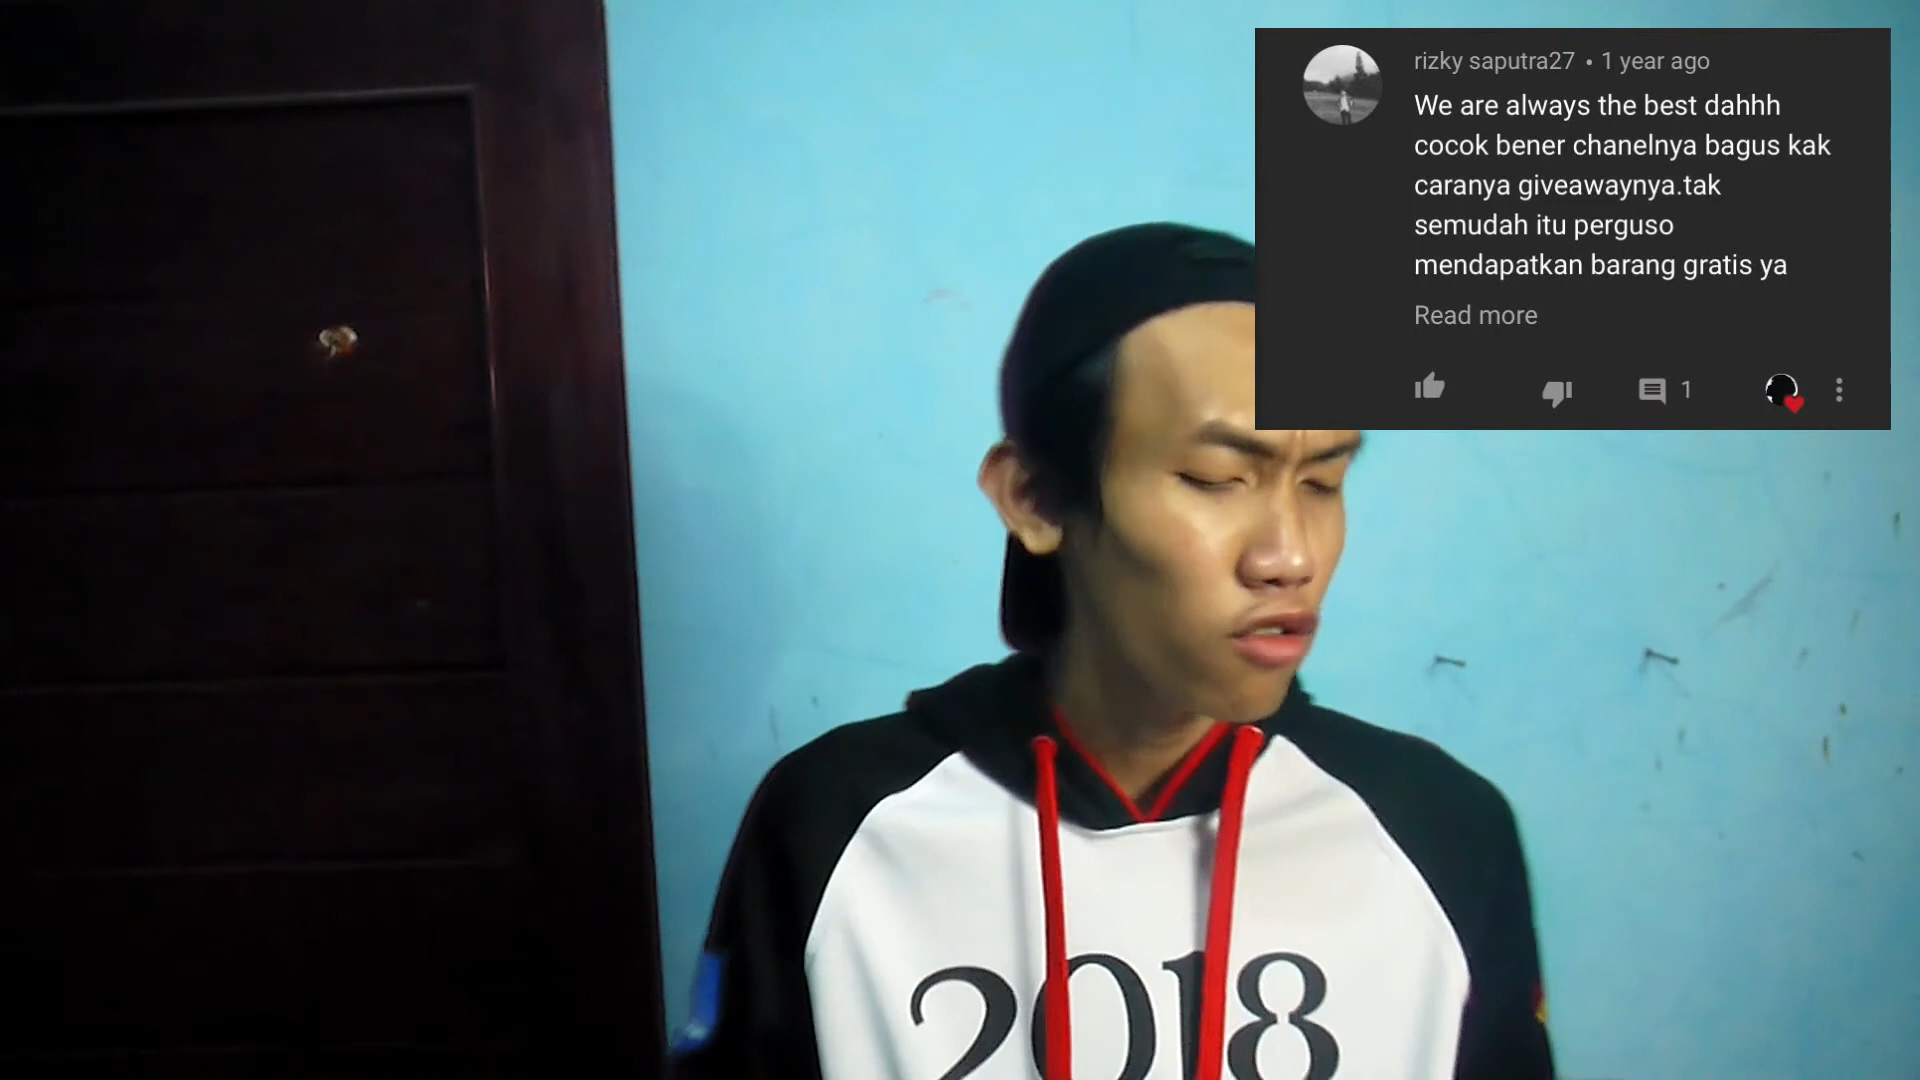 rizky saputra27 • 1 year ago
We are always the best dahhh
cocok bener chanelnya bagus kak
caranya giveawaynya.tak
semudah itu perguso
mendapatkan barang gratis ya
Read more
1
2018